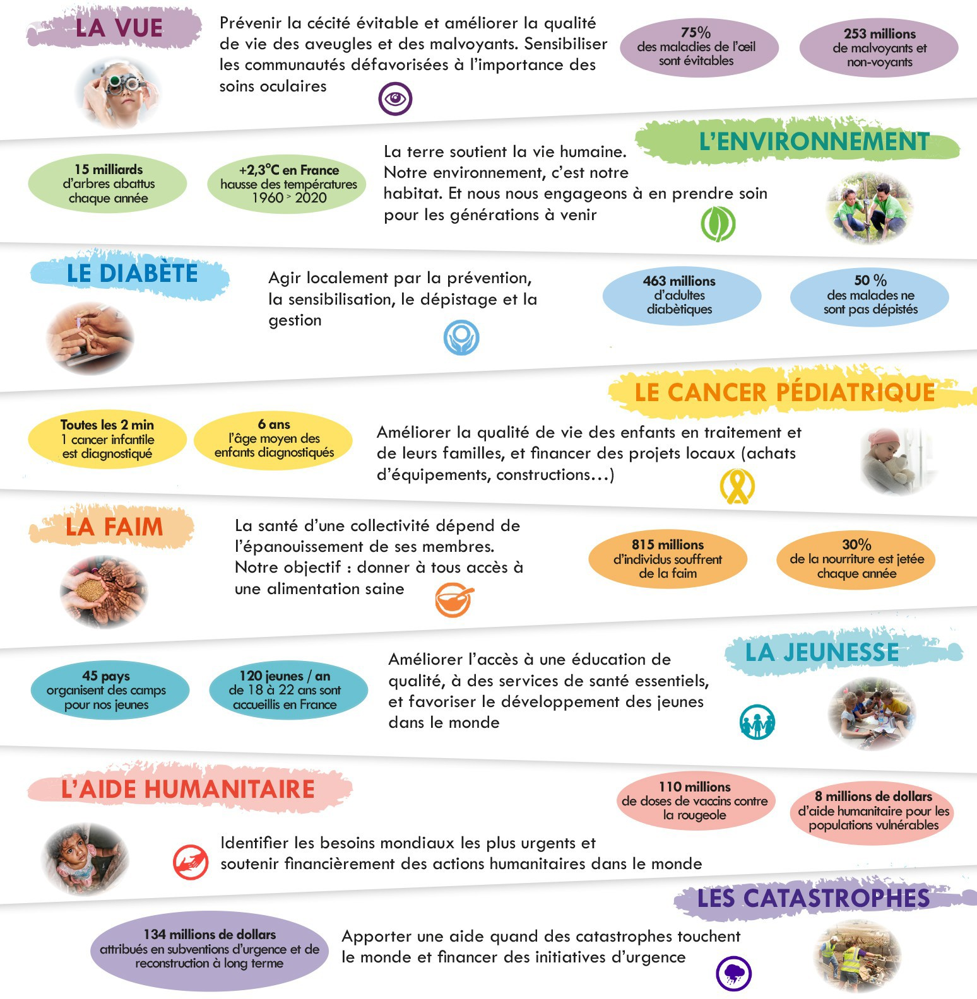 LA VUE
Prévenir la cécité évitable et améliorer la qualité
de vie des aveugles et des malvoyants. Sensibiliser
les communautés défavorisées à l'importance des
soins oculaires
75%
des maladies de l'œil
sont évitables
253 millions
de malvoyants et
non-voyants
L'ENVIRONNEMENT
15 milliards
d'arbres abattus
chaque année
+2,3°C en France
hausse des températures
1960 > 2020
La terre soutient la vie humaine.
Notre environnement, c'est notre
habitat. Et nous nous engageons à en prendre soin
pour les générations à venir
LE DIABÈTE
Agir localement par la prévention,
la sensibilisation, le dépistage et la
gestion
463 millions
d'adultes
diabètiques
50 %
des malades ne
sont pas dépistés
LE CANCER PÉDIATRIQUE
Toutes les 2 min
1 cancer infantile
est diagnostiqué
6 ans
l'âge moyen des
enfants diagnostiqués
Améliorer la qualité de vie des enfants en traitement et
de leurs familles, et financer des projets locaux (achats
d'équipements, constructions...)
LA FAIM
La santé d'une collectivité dépend de
l'épanouissement de ses membres.
Notre objectif : donner à tous accès à
une alimentation saine
815 millions
d'individus souffrent
de la faim
30%
de la nourriture est jetée
chaque année
LA JEUNESSE
45 pays
organisent des camps
pour nos jeunes
120 jeunes / an
de 18 à 22 ans sont
accueillis en France
Améliorer l'accès à une éducation de
qualité, à des services de santé essentiels,
et favoriser le développement des jeunes
dans le monde
L'AIDE HUMANITAIRE
110 millions
de doses de vaccins contre
la rougeole
8 millions de dollars
d'aide humanitaire pour les
populations vulnérables
Identifier les besoins mondiaux les plus urgents et
soutenir financièrement des actions humanitaires dans le monde
LES CATASTROPHES
134 millions de dollars
attribués en subventions d'urgence et de
reconstruction à long terme
Apporter une aide quand des catastrophes touchent
le monde et financer des initiatives d'urgence